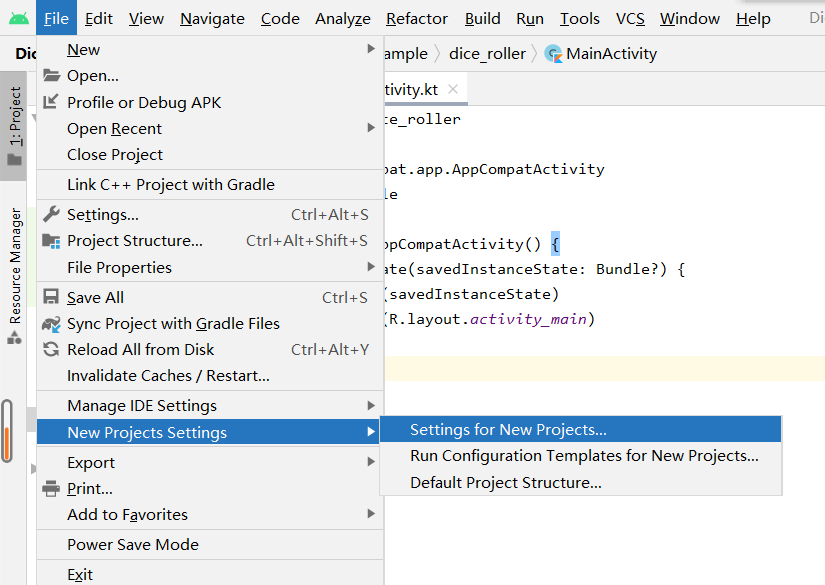 File Edit View Navigate Code Analyze Refactor Build Run Tools VCS Window Help
ample dice_roller MainActivity
1: Project
Resource Manager
New
Open...
Profile or Debug APK
Open Recent
Close Project
Link C++ Project with Gradle
Settings... Ctrl+Alt+S
Project Structure... Ctrl+Alt+Shift+S
File Properties
Save All Ctrl+S
Sync Project with Gradle Files
Reload All from Disk Ctrl+Alt+Y
Invalidate Caches / Restart...
Manage IDE Settings
New Projects Settings
Export
Print...
Add to Favorites
Power Save Mode
Exit
Settings for New Projects...
Run Configuration Templates for New Projects...
Default Project Structure...
tivity.kt
ce_roller
pat.app.AppCompatActivity
le
ppCompatActivity() {
ate(savedInstanceState: Bundle?) {
(savedInstanceState)
(R.layout.activity_main)